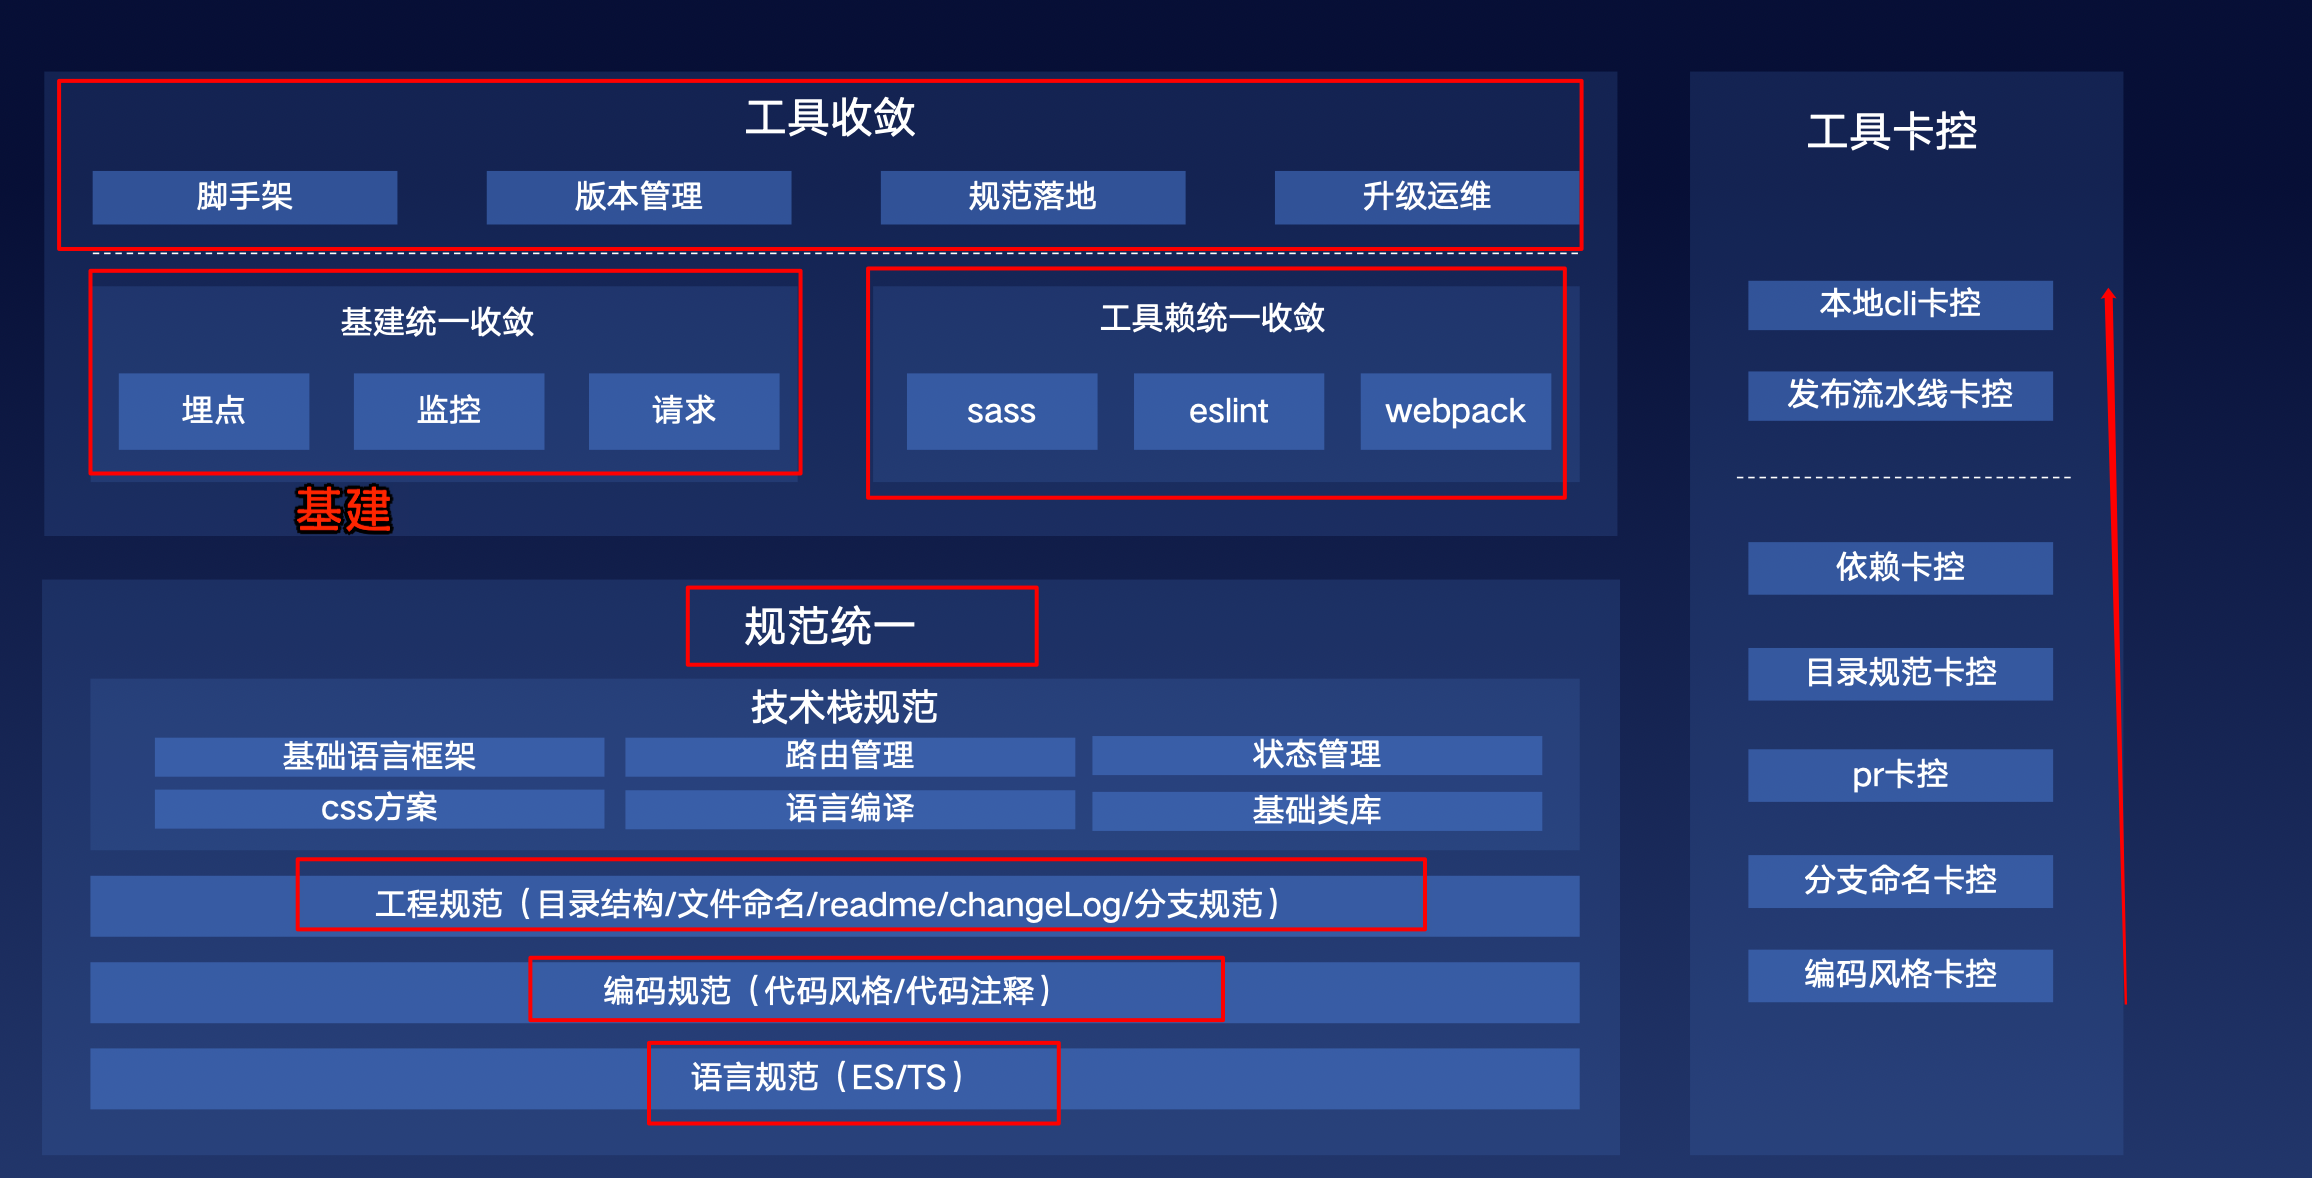 工具收敛
脚手架
版本管理
规范落地
升级运维
基建统一收敛
埋点
监控
请求
基建
工具赖统一收敛
sass
eslint
webpack
规范统一
技术栈规范
基础语言框架
路由管理
状态管理
css方案
语言编译
基础类库
工程规范（目录结构/文件命名/readme/changeLog/分支规范）
编码规范（代码风格/代码注释）
语言规范（ES/TS）
工具卡控
本地cli卡控
发布流水线卡控
依赖卡控
目录规范卡控
pr卡控
分支命名卡控
编码风格卡控